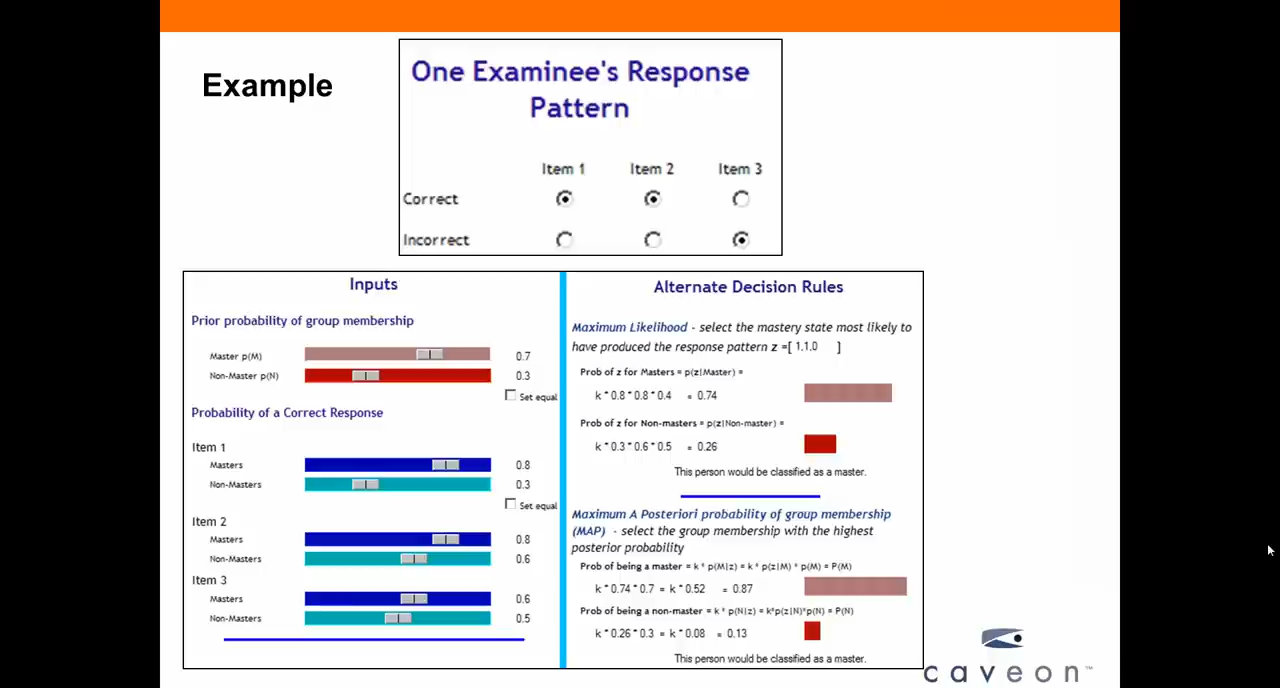 Example
One Examinee's Response
Pattern
Item 1 Item 2 Item 3
Correct
Incorrect
Inputs
Prior probability of group membership
Master p(M) 0.7
Non-Master p(N) 0.3
Set equal
Probability of a Correct Response
Item 1
Masters 0.8
Non-Masters 0.3
Set equal
Item 2
Masters 0.8
Non-Masters 0.6
Item 3
Masters 0.6
Non-Masters 0.5
Alternate Decision Rules
Maximum Likelihood - select the mastery state most likely to
have produced the response pattern z =[ 1,1,0 ]
Prob of z for Masters = p(z|Master) =
k * 0.8 * 0.8 * 0.4 = 0.74
Prob of z for Non-masters = p(z|Non-master) =
k * 0.3 * 0.6 * 0.5 = 0.26
This person would be classified as a master.
Maximum A Posteriori probability of group membership
(MAP) - select the group membership with the highest
posterior probability
Prob of being a master = k * p(M|z) = k * p(z|M) * p(M) = P(M)
k * 0.74 * 0.7 = k * 0.52 = 0.87
Prob of being a non-master = k * p(N|z) = k*p(z|N)*p(N) = P(N)
k * 0.26 * 0.3 = k * 0.08 = 0.13
This person would be classified as a master.
caveon™